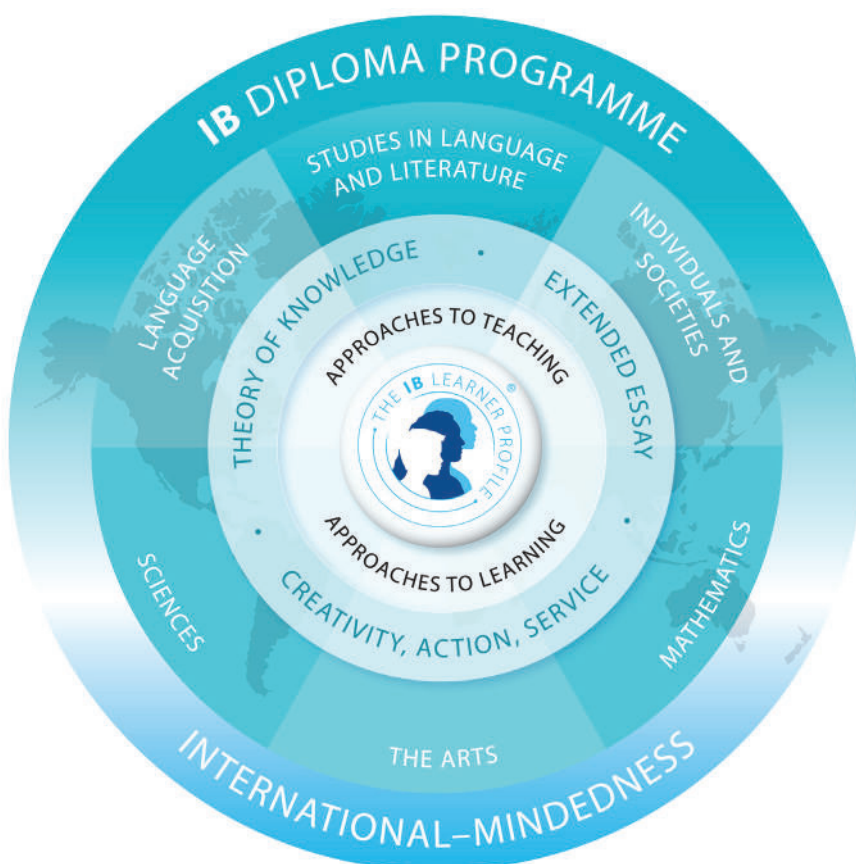 IB DIPLOMA PROGRAMME
STUDIES IN LANGUAGE
AND LITERATURE
LANGUAGE
ACQUISITION
INDIVIDUALS AND
SOCIETIES
THEORY OF KNOWLEDGE
EXTENDED ESSAY
APPROACHES TO TEACHING
THE IB LEARNER PROFILE ®
APPROACHES TO LEARNING
CREATIVITY, ACTION, SERVICE
SCIENCES
MATHEMATICS
THE ARTS
INTERNATIONAL–MINDEDNESS